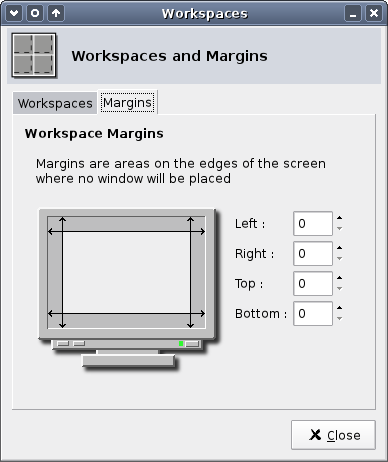 Workspaces
Workspaces and Margins
Workspaces Margins
Workspace Margins
Margins are areas on the edges of the screen
where no window will be placed
Left : 0
Right : 0
Top : 0
Bottom : 0
Close